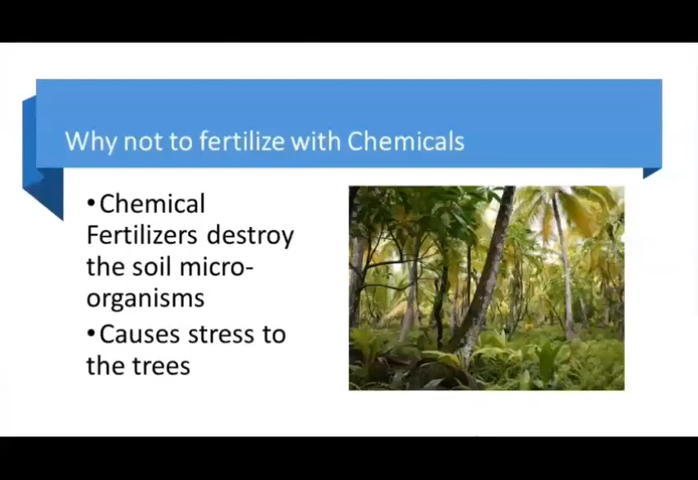 Why not to fertilize with Chemicals
•Chemical
Fertilizers destroy
the soil micro-
organisms
•Causes stress to
the trees